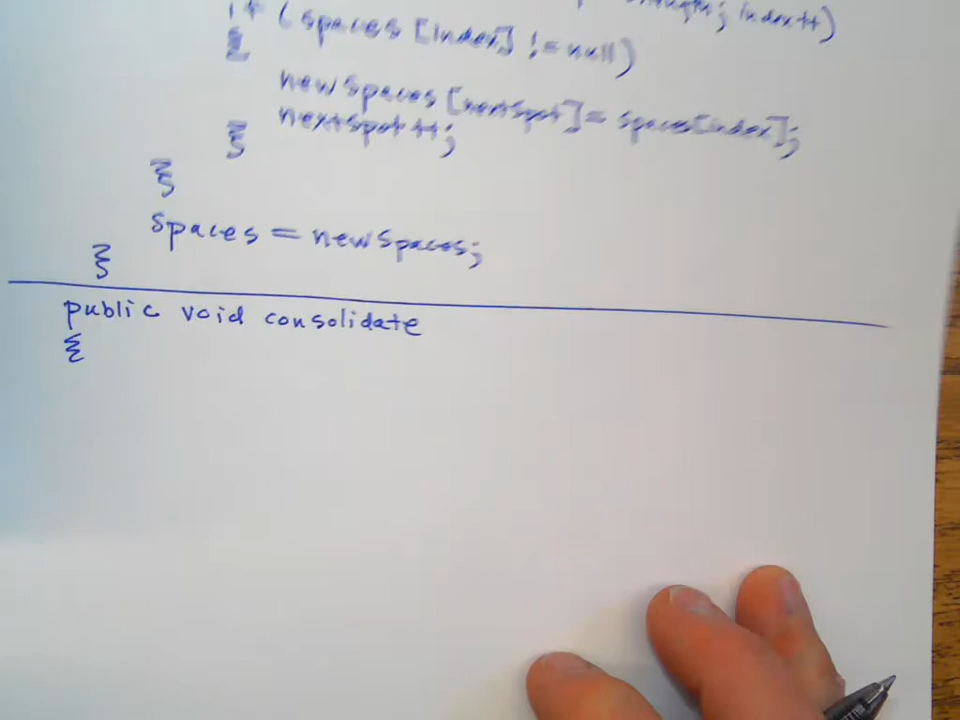 if (spaces [index] != null)
{
newSpaces [nextSpot] = spaces[index];
nextSpot++;
}
}
spaces = newSpaces;
}
public void consolidate
{